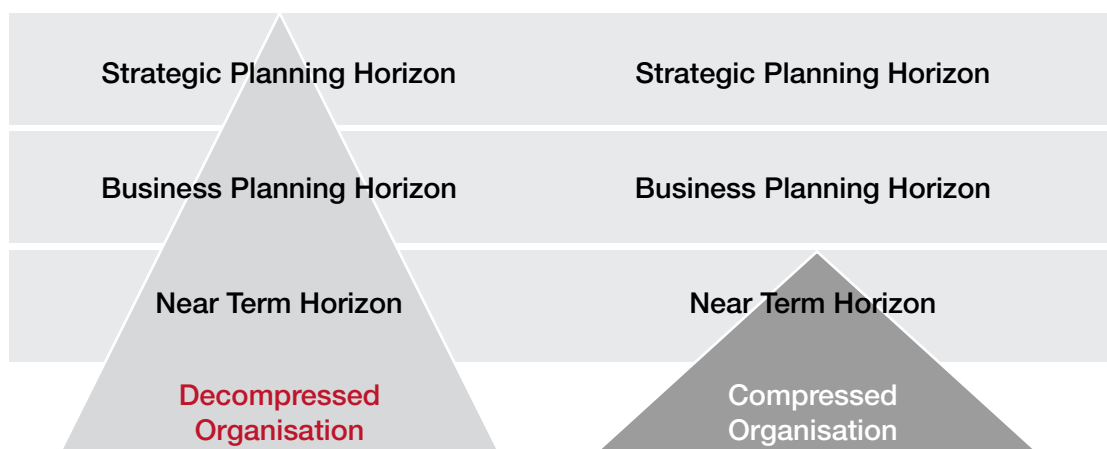 Strategic Planning Horizon
Strategic Planning Horizon
Business Planning Horizon
Business Planning Horizon
Near Term Horizon
Near Term Horizon
Decompressed
Organisation
Compressed
Organisation